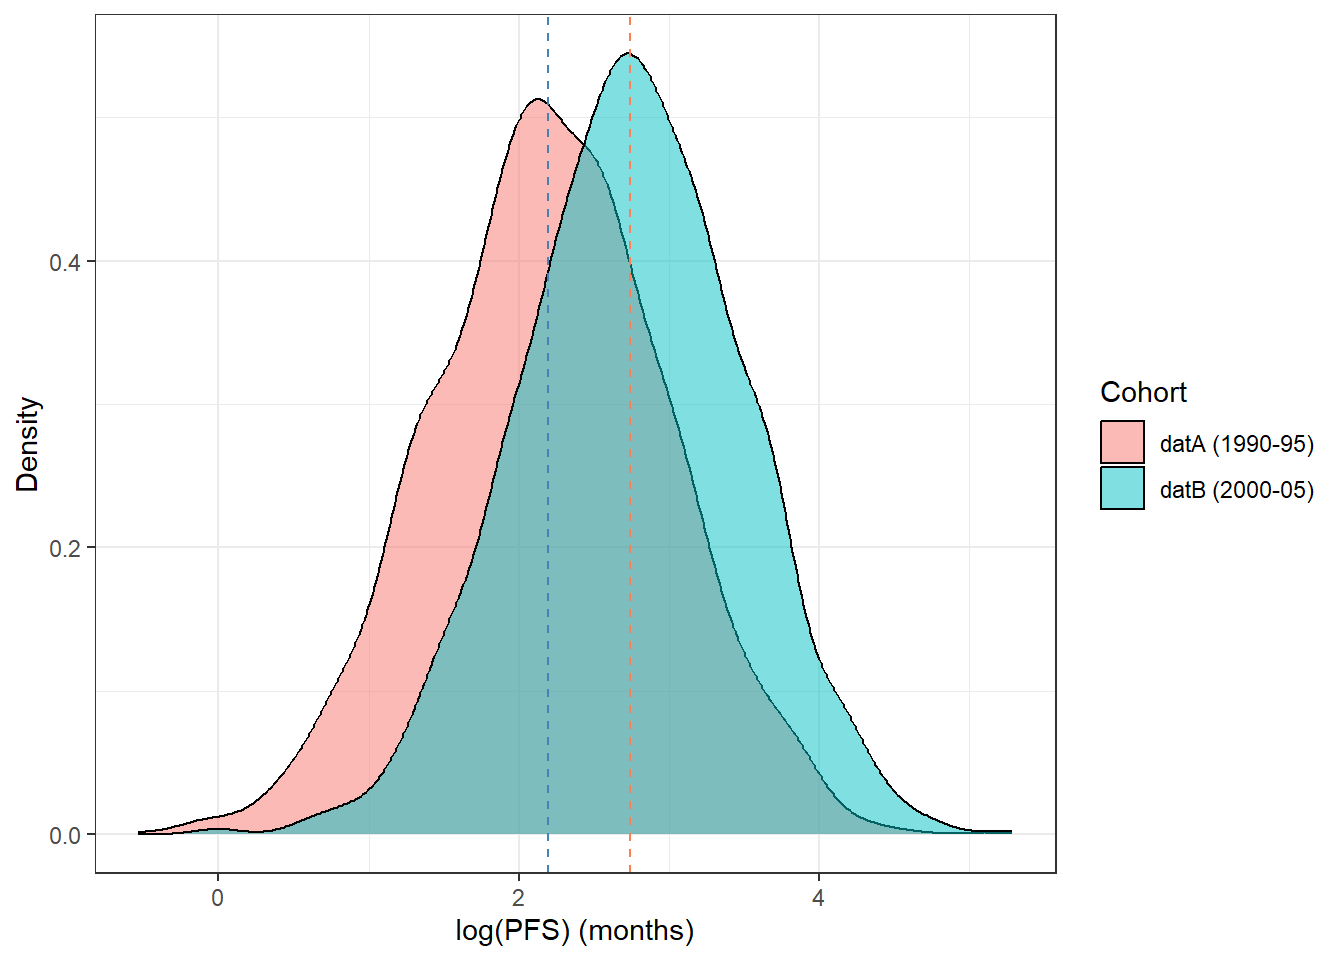 Density
0.4
0.2
0.0
0
2
4
log(PFS) (months)
Cohort
datA (1990-95)
datB (2000-05)